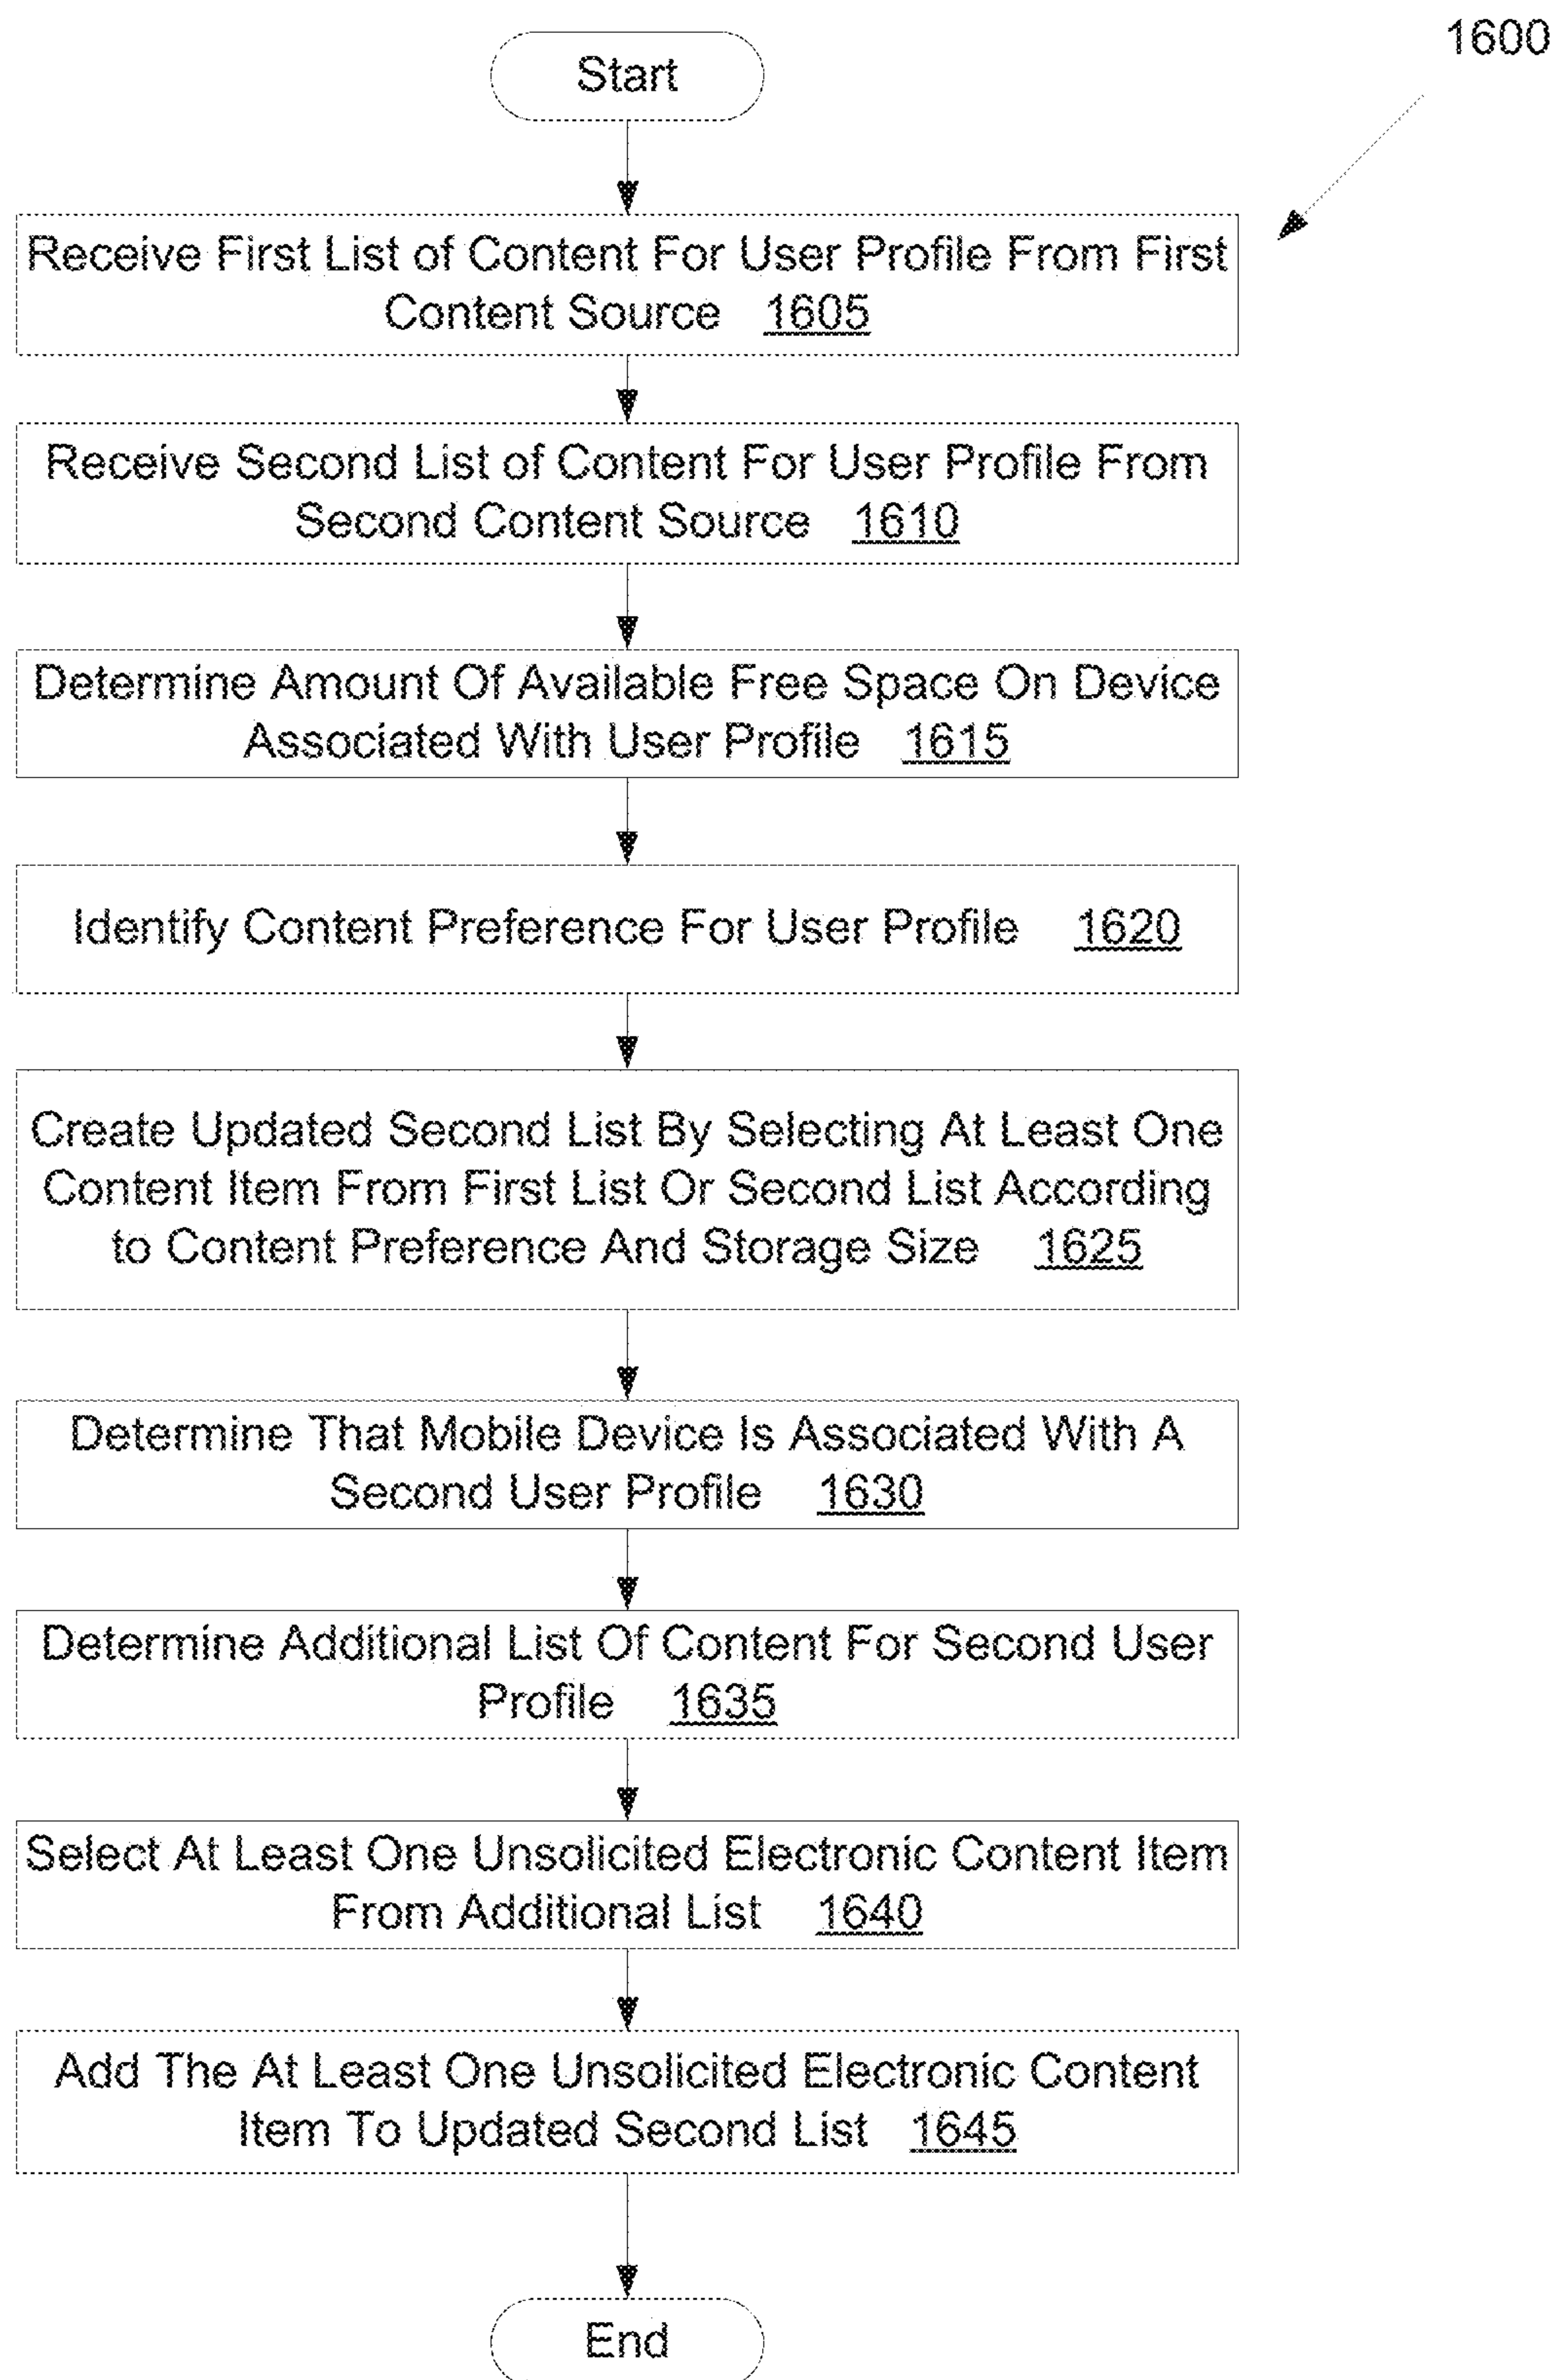 1600
Start
Receive First List of Content For User Profile From First
Content Source 1605
Receive Second List of Content For User Profile From
Second Content Source 1610
Determine Amount Of Available Free Space On Device
Associated With User Profile 1615
Identify Content Preference For User Profile 1620
Create Updated Second List By Selecting At Least One
Content Item From First List Or Second List According
to Content Preference And Storage Size 1625
Determine That Mobile Device Is Associated With A
Second User Profile 1630
Determine Additional List Of Content For Second User
Profile 1635
Select At Least One Unsolicited Electronic Content Item
From Additional List 1640
Add The At Least One Unsolicited Electronic Content
Item To Updated Second List 1645
End